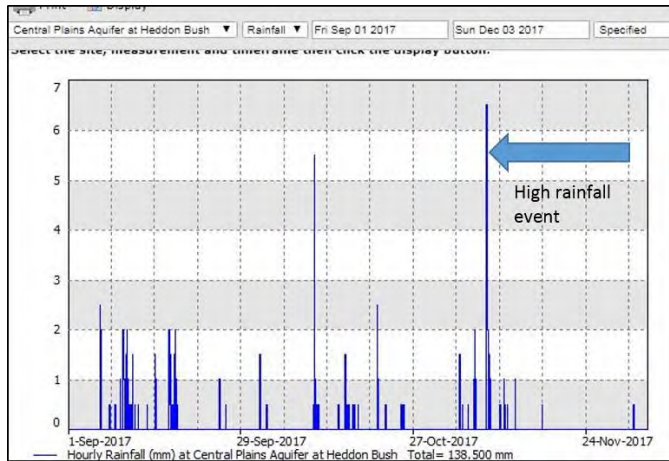 Print Display
Central Plains Aquifer at Heddon Bush ▼ Rainfall ▼ Fri Sep 01 2017 Sun Dec 03 2017 Specified
Select the site, measurement and timeframe then click the display button.
7
6
5
4
3
2
1
0
High rainfall
event
1-Sep-2017 29-Sep-2017 27-Oct-2017 24-Nov-2017
Hourly Rainfall (mm) at Central Plains Aquifer at Heddon Bush Total= 138.500 mm